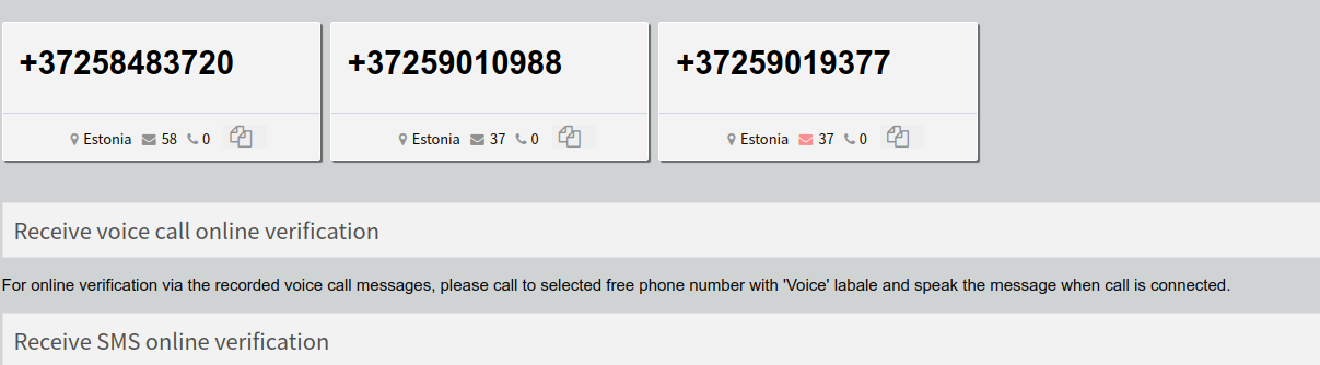 +37258483720 +37259010988 +37259019377
Estonia 58 0 Estonia 37 0 Estonia 37 0
Receive voice call online verification
For online verification via the recorded voice call messages, please call to selected free phone number with 'Voice' labale and speak the message when call is connected.
Receive SMS online verification